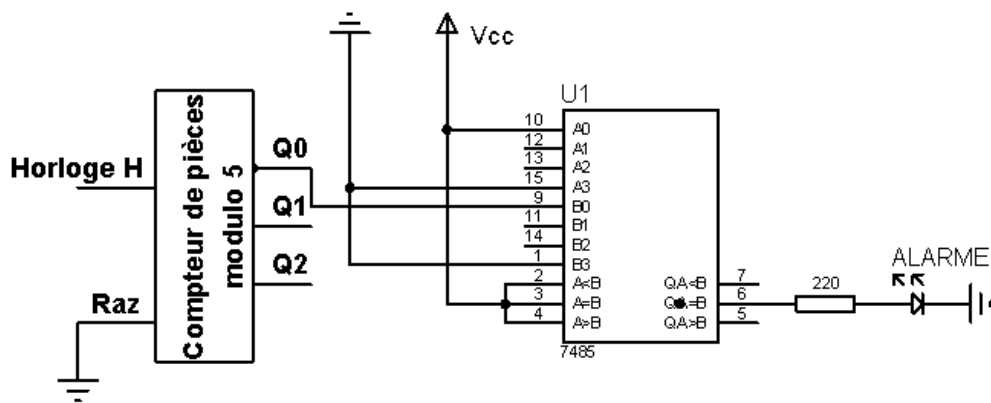 Vcc
U1
Horloge H
Raz
Compteur de pièces
modulo 5
Q0
Q1
Q2
10 A0
12 A1
13 A2
15 A3
9 B0
11 B1
14 B2
1 B3
2 A<B
3 A=B
4 A>B
QA<B 7
QA=B 6
QA>B 5
7485
220
ALARME